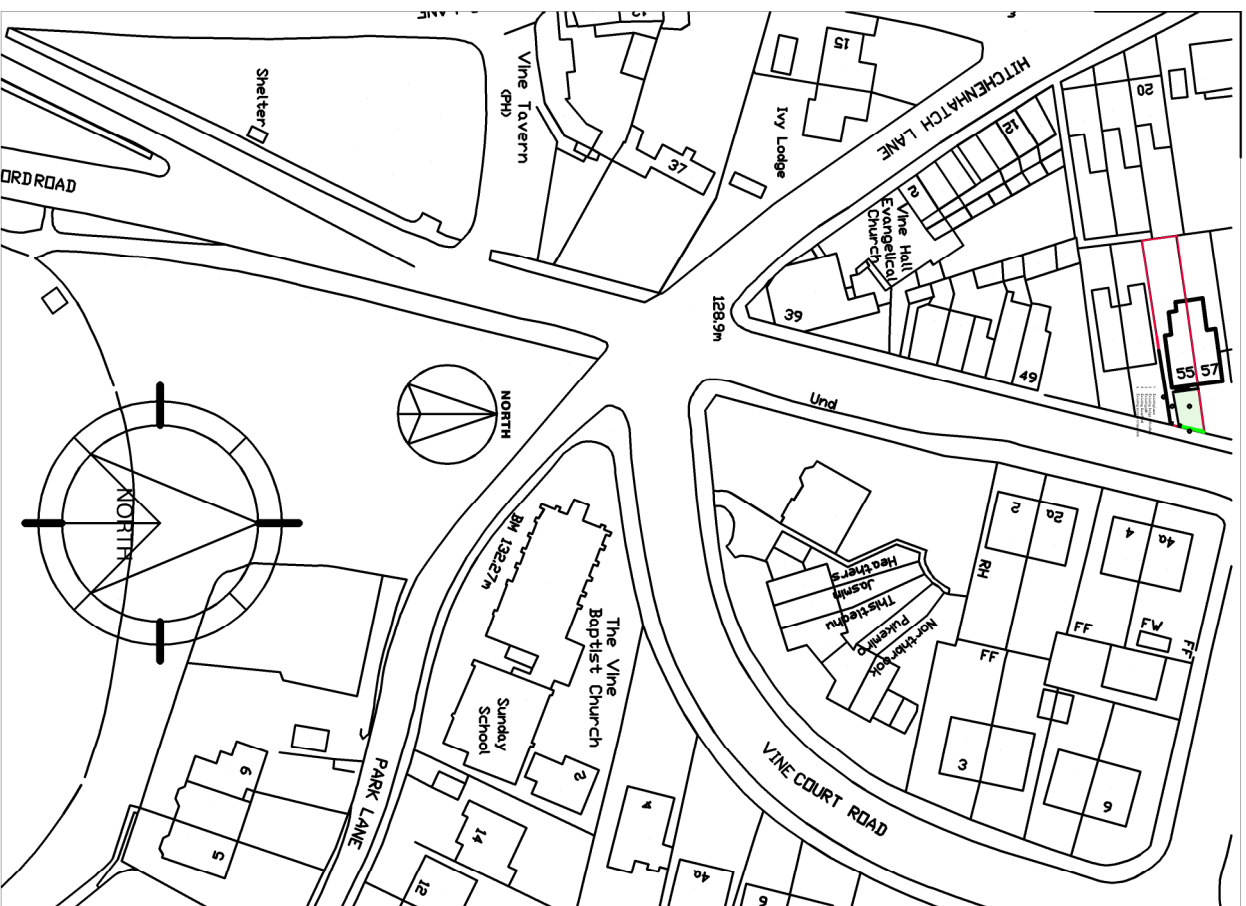 Shelter
ORD ROAD
Vine Tavern
(PH)
37
15
Ivy Lodge
HITCHENHATCH LANE
12
2
20
Vine Hall
Evangelical
Church
39
128.9m
49
55 57
Und
NORTH
NORTH
BM 132.27m
The Vine
Baptist Church
Sunday
School
2
2
2a
4
4a
RH
FF
FF
FW
FF
Heathers
Jasmin
Thistledhu
Pukemiro
Northbrook
3
9
VINE COURT ROAD
PARK LANE
6
5
14
12
4
4a
6